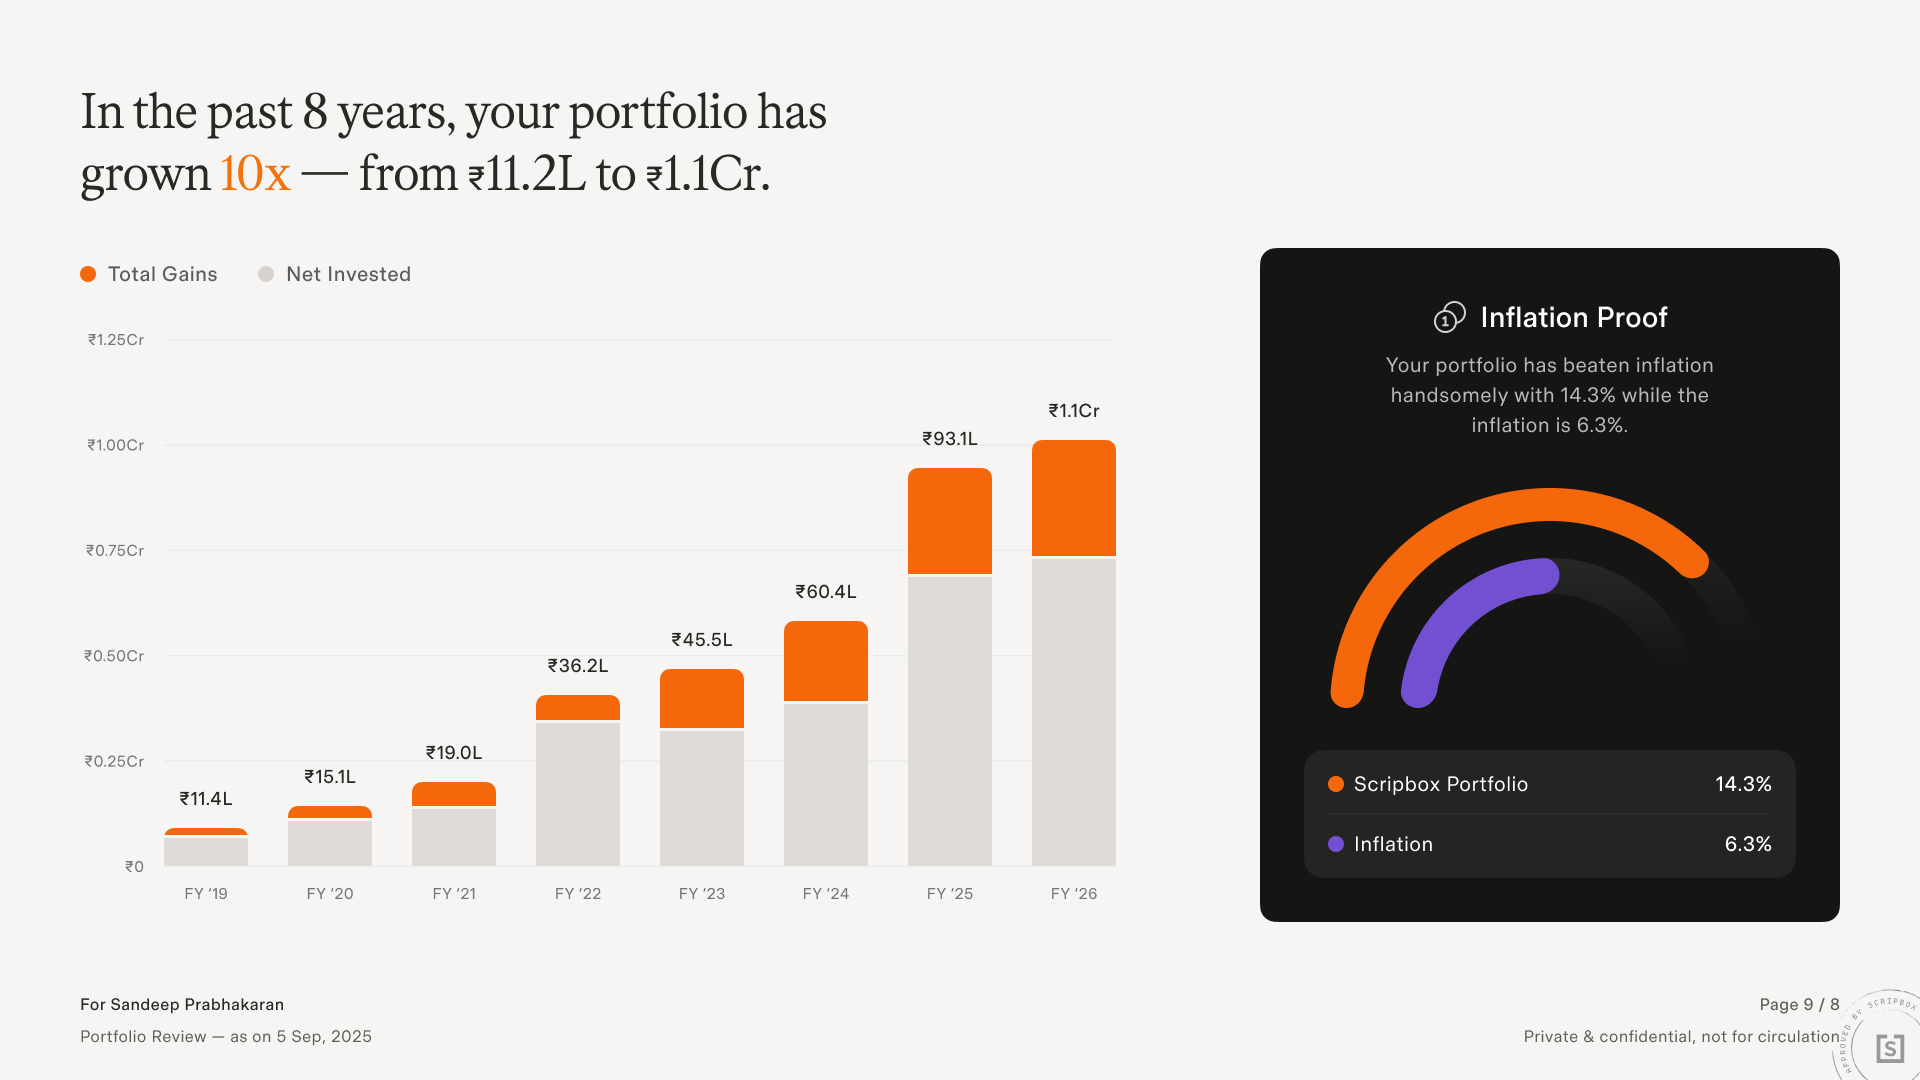 In the past 8 years, your portfolio has
grown 10x — from ₹11.2L to ₹1.1Cr.
Total Gains
Net Invested
₹1.25Cr
₹1.00Cr
₹0.75Cr
₹0.50Cr
₹0.25Cr
₹0
₹11.4L
₹15.1L
₹19.0L
₹36.2L
₹45.5L
₹60.4L
₹93.1L
₹1.1Cr
FY ‘19
FY ‘20
FY ‘21
FY ‘22
FY ‘23
FY ‘24
FY ‘25
FY ‘26
1
Inflation Proof
Your portfolio has beaten inflation
handsomely with 14.3% while the
inflation is 6.3%.
Scripbox Portfolio 14.3%
Inflation 6.3%
For Sandeep Prabhakaran
Portfolio Review — as on 5 Sep, 2025
Page 9 / 8
Private & confidential, not for circulation
APPROVED BY SCRIPBOX
[S]